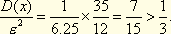 D(x)/ε² = 1/6.25 × 35/12 = 7/15 > 1/3.